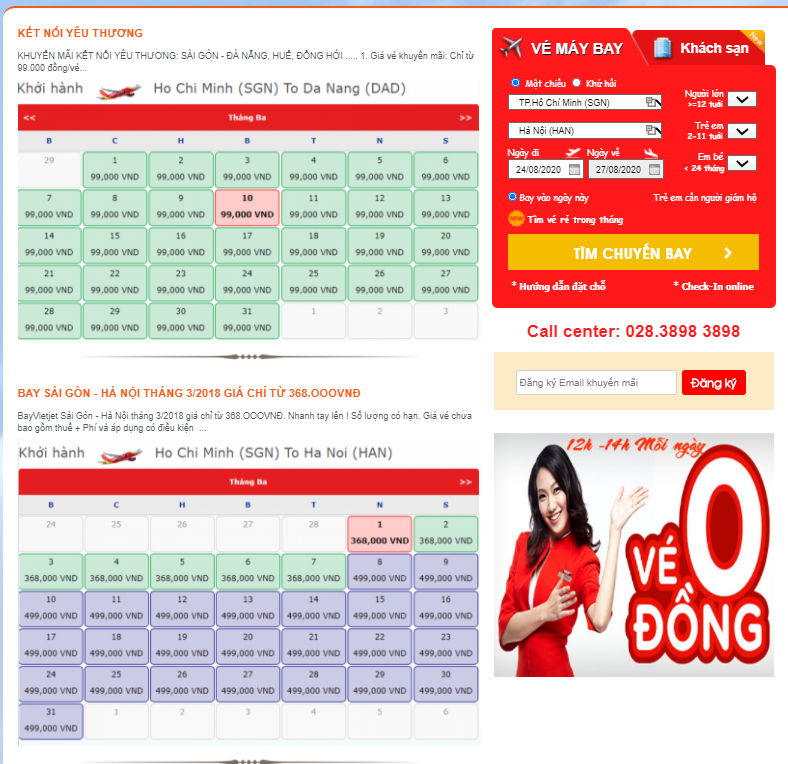 KẾT NỐI YÊU THƯƠNG
KHUYẾN MÃI KẾT NỐI YÊU THƯƠNG: SÀI GÒN - ĐÀ NẴNG, HUẾ, ĐỒNG HỚI ..... 1. Giá vé khuyến mãi: Chỉ từ
99.000 đồng/vé...
Khởi hành Ho Chi Minh (SGN) To Da Nang (DAD)
<< Tháng Ba >>
B C H B T N S
29 1 2 3 4 5 6
99,000 VND 99,000 VND 99,000 VND 99,000 VND 99,000 VND 99,000 VND
7 8 9 10 11 12 13
99,000 VND 99,000 VND 99,000 VND 99,000 VND 99,000 VND 99,000 VND 99,000 VND
14 15 16 17 18 19 20
99,000 VND 99,000 VND 99,000 VND 99,000 VND 99,000 VND 99,000 VND 99,000 VND
21 22 23 24 25 26 27
99,000 VND 99,000 VND 99,000 VND 99,000 VND 99,000 VND 99,000 VND 99,000 VND
28 29 30 31 1 2 3
99,000 VND 99,000 VND 99,000 VND 99,000 VND
BAY SÀI GÒN - HÀ NỘI THÁNG 3/2018 GIÁ CHỈ TỪ 368.OOOVNĐ
BayVietjet Sài Gòn - Hà Nội tháng 3/2018 giá chỉ từ 368.OOOVNĐ. Nhanh tay lên ! Số lượng có hạn. Giá vé chưa
bao gồm thuế + Phí và áp dụng có điều kiện ...
Khởi hành Ho Chi Minh (SGN) To Ha Noi (HAN)
Tháng Ba >>
B C H B T N S
24 25 26 27 28 1 2
368,000 VND 368,000 VND
3 4 5 6 7 8 9
368,000 VND 368,000 VND 368,000 VND 368,000 VND 368,000 VND 499,000 VND 499,000 VND
10 11 12 13 14 15 16
499,000 VND 499,000 VND 499,000 VND 499,000 VND 499,000 VND 499,000 VND 499,000 VND
17 18 19 20 21 22 23
499,000 VND 499,000 VND 499,000 VND 499,000 VND 499,000 VND 499,000 VND 499,000 VND
24 25 26 27 28 29 30
499,000 VND 499,000 VND 499,000 VND 499,000 VND 499,000 VND 499,000 VND 499,000 VND
31 1 2 3 4 5 6
499,000 VND
VÉ MÁY BAY Khách sạn New
Một chiều Khứ hồi
TP.Hồ Chí Minh (SGN)
Hà Nội (HAN)
Người lớn
>=12 tuổi
Trẻ em
2-11 tuổi
Em bé
< 24 tháng
Ngày đi Ngày về
24/08/2020 27/08/2020
Bay vào ngày này Trẻ em cần người giám hộ
NEW Tìm vé rẻ trong tháng
TÌM CHUYẾN BAY
* Hướng dẫn đặt chỗ * Check-In online
Call center: 028.3898 3898
Đăng ký Email khuyến mãi Đăng ký
12h -14h Mỗi ngày
VÉ 0
ĐỒNG